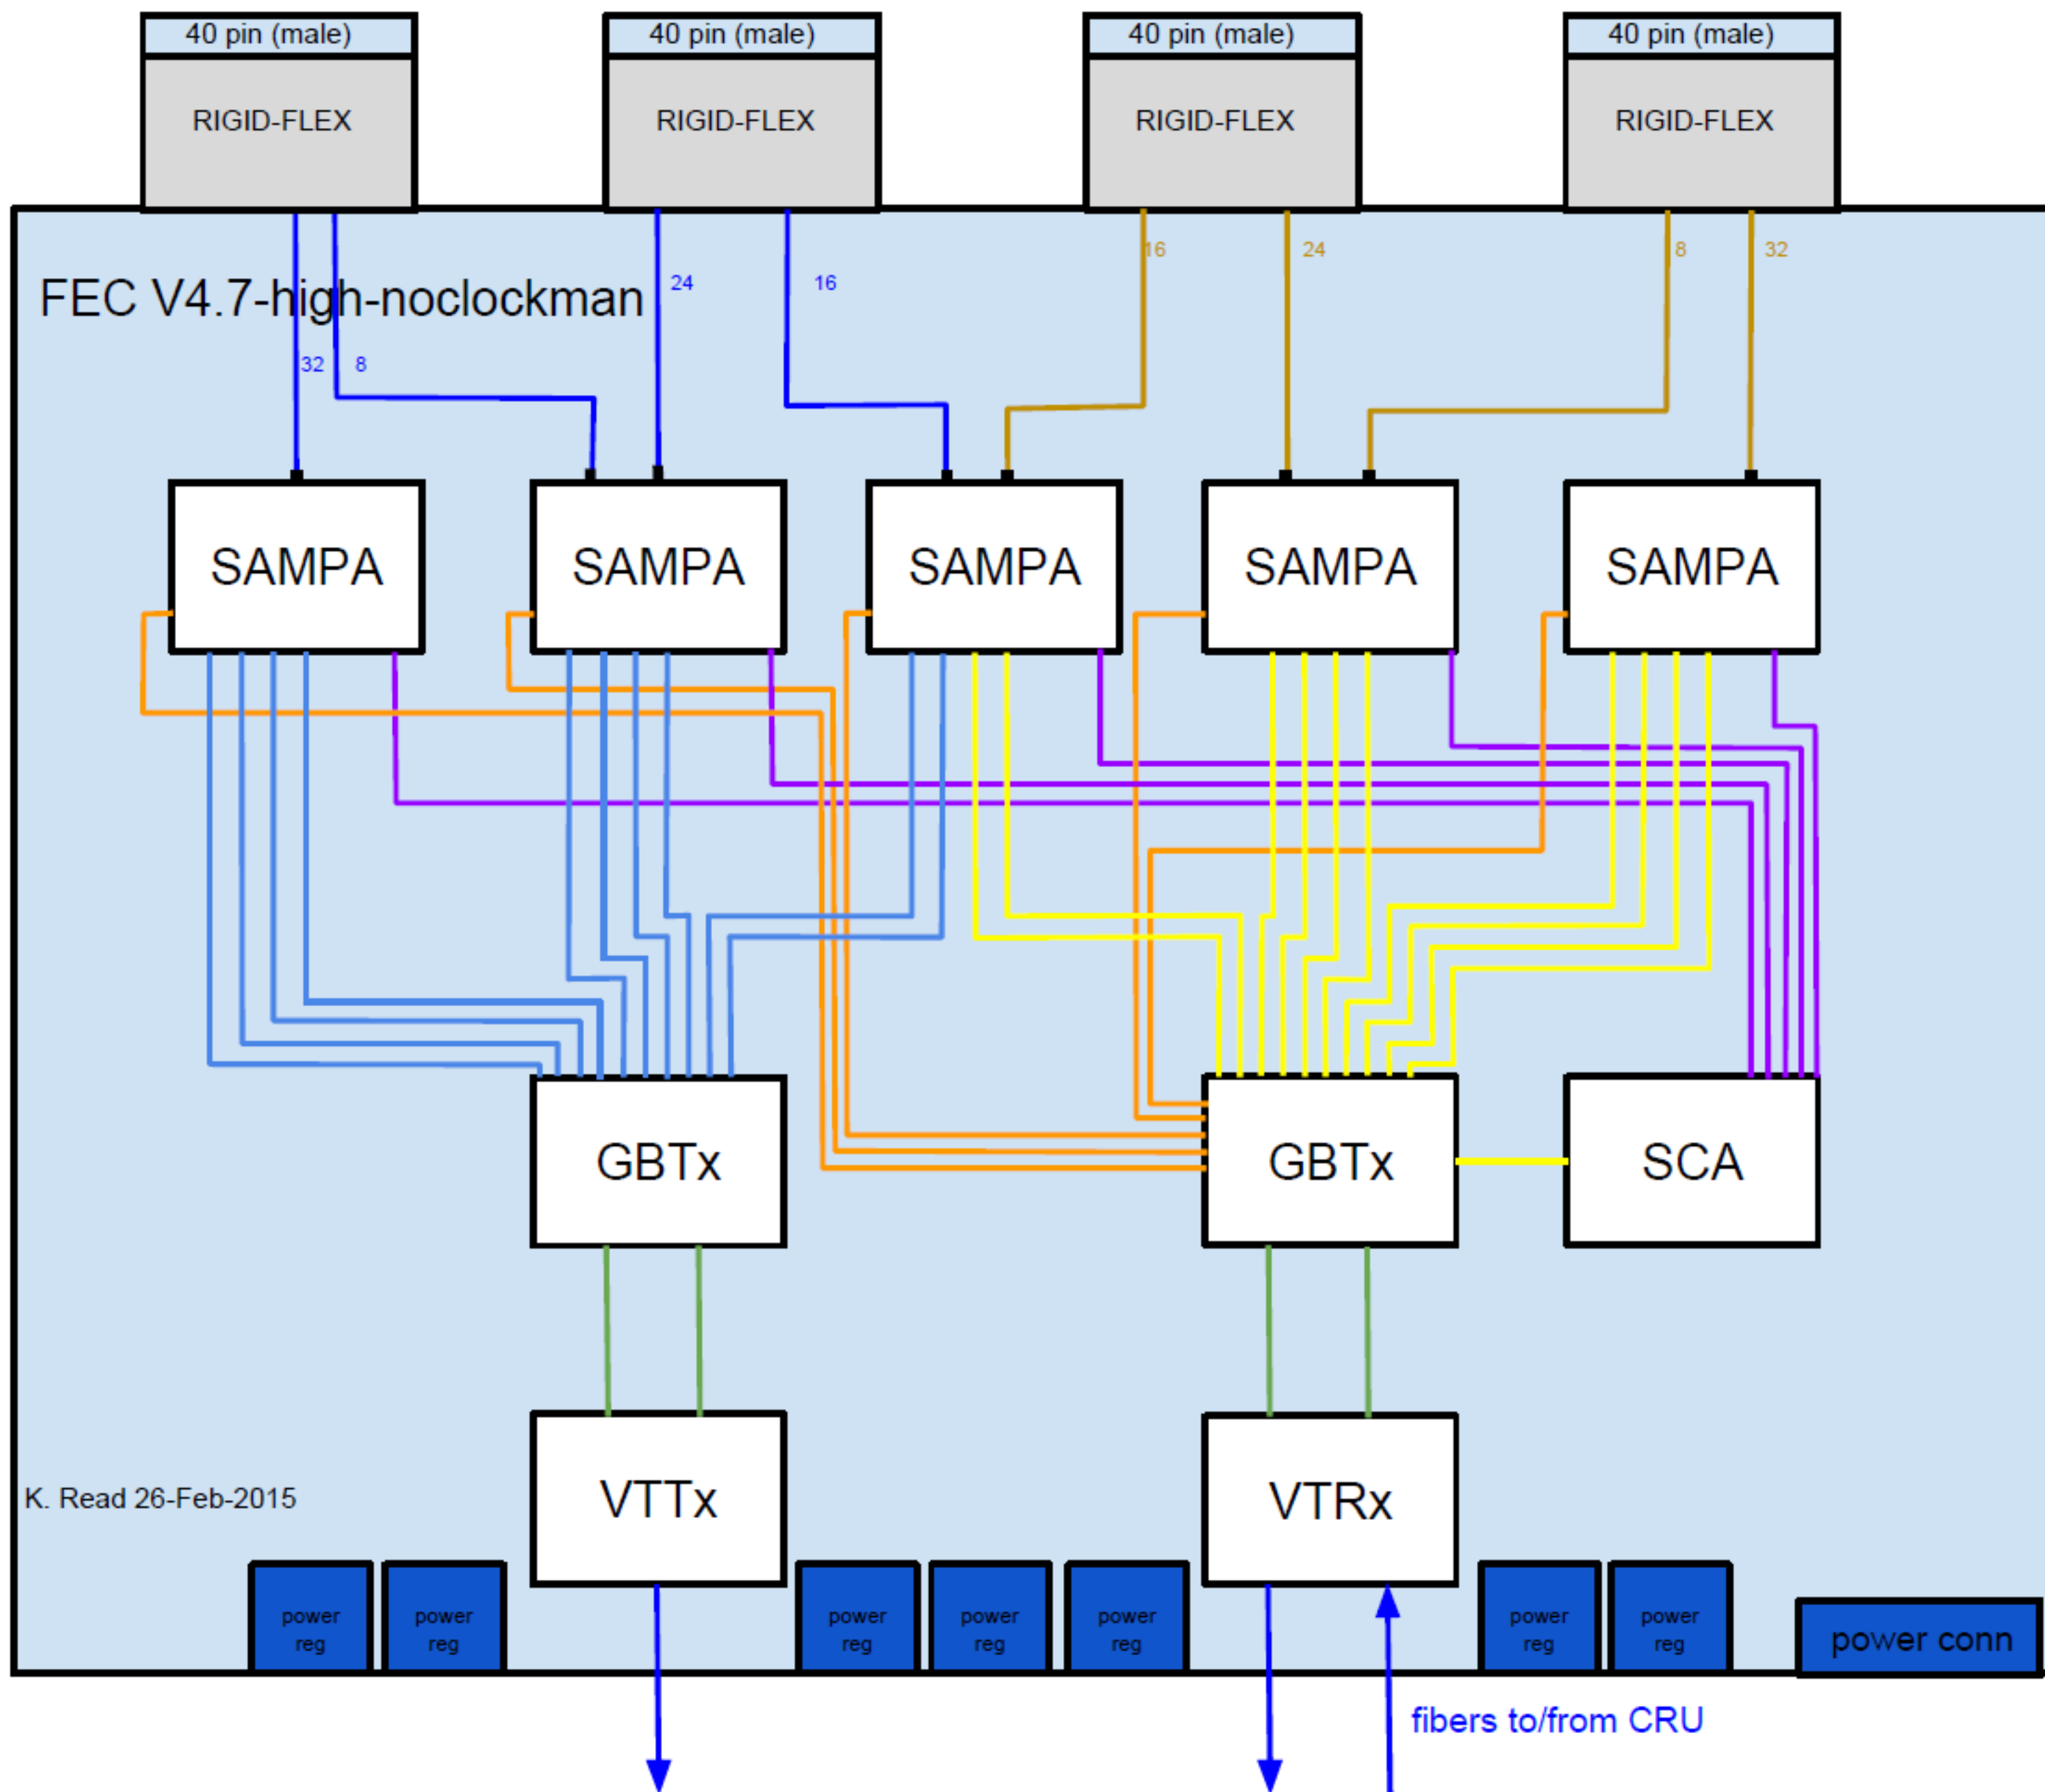 40 pin (male)
40 pin (male)
40 pin (male)
40 pin (male)
RIGID-FLEX
RIGID-FLEX
RIGID-FLEX
RIGID-FLEX
16
24
8
32
24
16
FEC V4.7-high-noclockman
32
8
SAMPA
SAMPA
SAMPA
SAMPA
SAMPA
GBTx
GBTx
SCA
VTTx
VTRx
K. Read 26-Feb-2015
power
reg
power
reg
power
reg
power
reg
power
reg
power
reg
power
reg
power conn
fibers to/from CRU